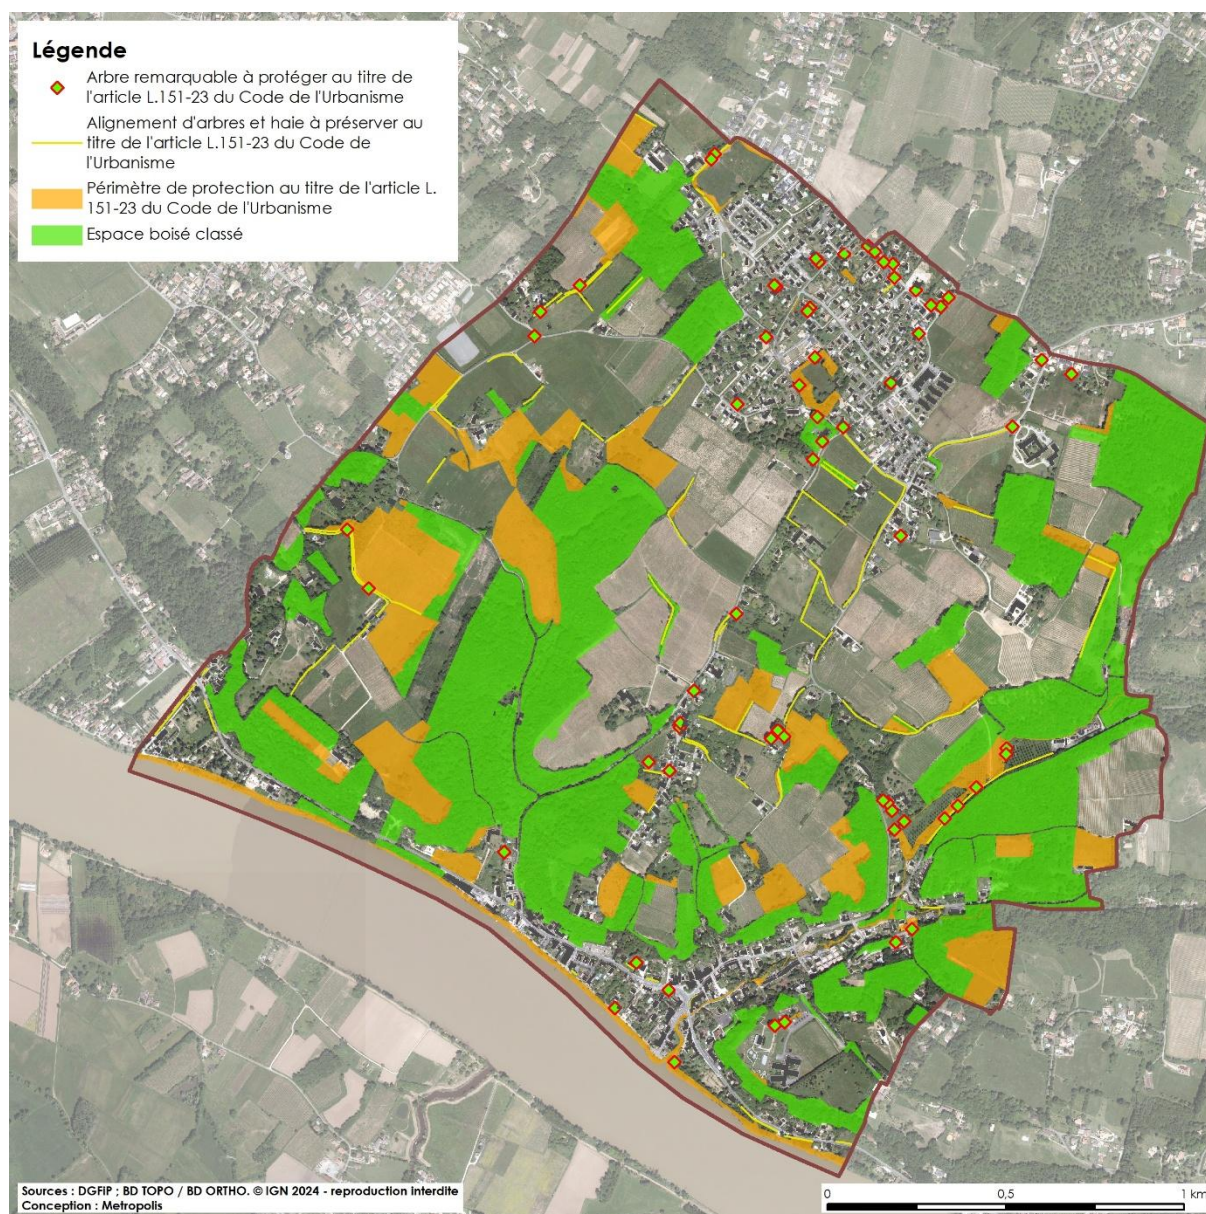 Légende
Arbre remarquable à protéger au titre de
l'article L.151-23 du Code de l'Urbanisme
Alignement d'arbres et haie à préserver au
titre de l'article L.151-23 du Code de
l'Urbanisme
Périmètre de protection au titre de l'article L.
151-23 du Code de l'Urbanisme
Espace boisé classé
Sources : DGFiP ; BD TOPO / BD ORTHO. © IGN 2024 - reproduction interdite
Conception : Metropolis
0 0,5 1 km